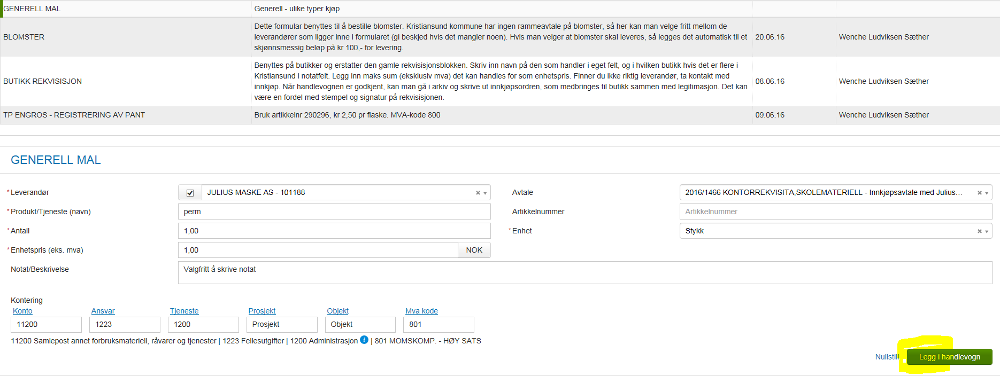 GENERELL MAL
Generell - ulike typer kjøp
BLOMSTER
Dette formular benyttes til å bestille blomster. Kristiansund kommune har ingen rammeavtale på blomster, så her kan man velge fritt mellom de
leverandører som ligger inne i formularet (gi beskjed hvis det mangler noen). Hvis man velger at blomster skal leveres, så legges det automatisk til et
skjønnsmessig beløp på kr 100,- for levering.
20.06.16
Wenche Ludviksen Sæther
BUTIKK REKVISISJON
Benyttes på butikker og erstatter den gamle rekvisisjonsblokken. Skriv inn navn på den som handler i eget felt, og i hvilken butikk hvis det er flere i
Kristiansund i notatfelt. Legg inn maks sum (eksklusiv mva) det kan handles for som enhetspris. Finner du ikke riktig leverandør, ta kontakt med
innkjøp. Når handlevognen er godkjent, kan man gå i arkiv og skrive ut innkjøpsordren, som medbringes til butikk sammen med legitimasjon. Det kan
være en fordel med stempel og signatur på rekvisisjonen.
08.06.16
Wenche Ludviksen Sæther
TP ENGROS - REGISTRERING AV PANT
Bruk artikkelnr 290296, kr 2,50 pr flaske. MVA-kode 800
09.06.16
Wenche Ludviksen Sæther
GENERELL MAL
*Leverandør
JULIUS MASKE AS - 101188
Avtale
2016/1466 KONTORREKVISITA,SKOLEMATERIELL - Innkjøpsavtale med Julius...
*Produkt/Tjeneste (navn)
perm
Artikkelnummer
Artikkelnummer
*Antall
1,00
*Enhet
Stykk
*Enhetspris (eks. mva)
1,00
NOK
Notat/Beskrivelse
Valgfritt å skrive notat
Kontering
Konto Ansvar Tjeneste Prosjekt Objekt Mva kode
11200 1223 1200 Prosjekt Objekt 801
11200 Samlepost annet forbruksmateriell, råvarer og tjenester | 1223 Fellesutgifter | 1200 Administrasjon i | 801 MOMSKOMP. - HØY SATS
Nullstill
Legg i handlevogn